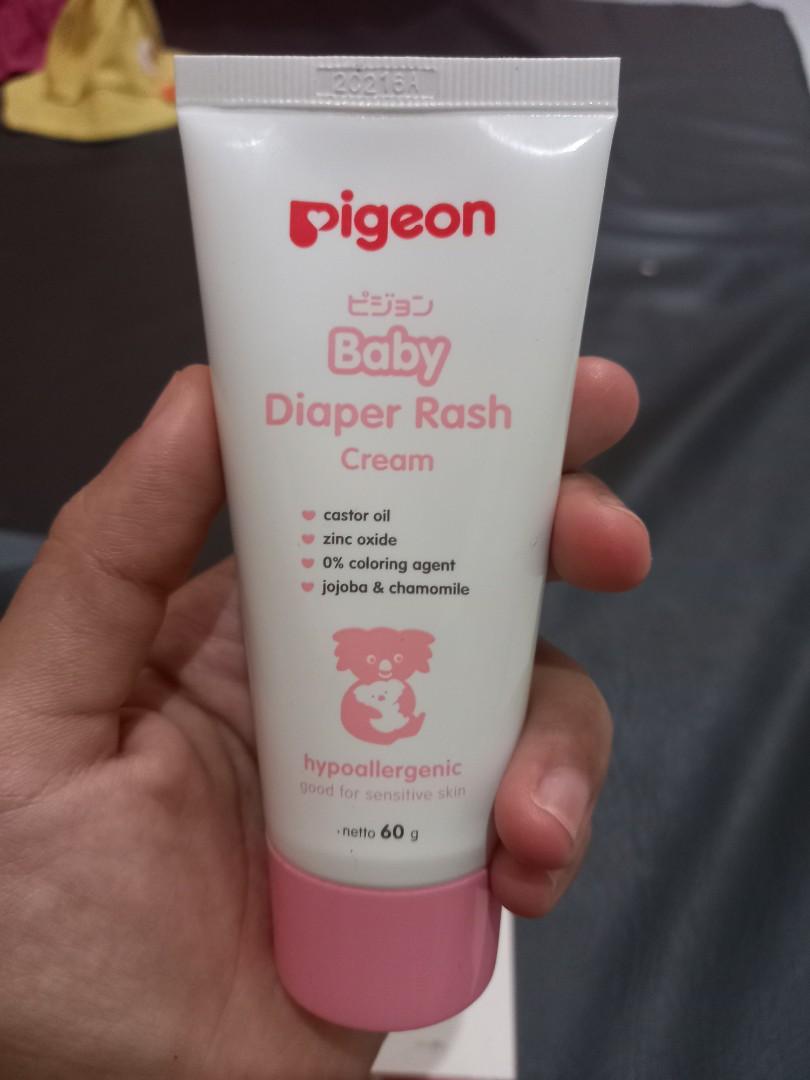 2C216A
pigeon
ピジョン
Baby
Diaper Rash
Cream
castor oil
zinc oxide
0% coloring agent
jojoba & chamomile
hypoallergenic
good for sensitive skin
netto 60 g